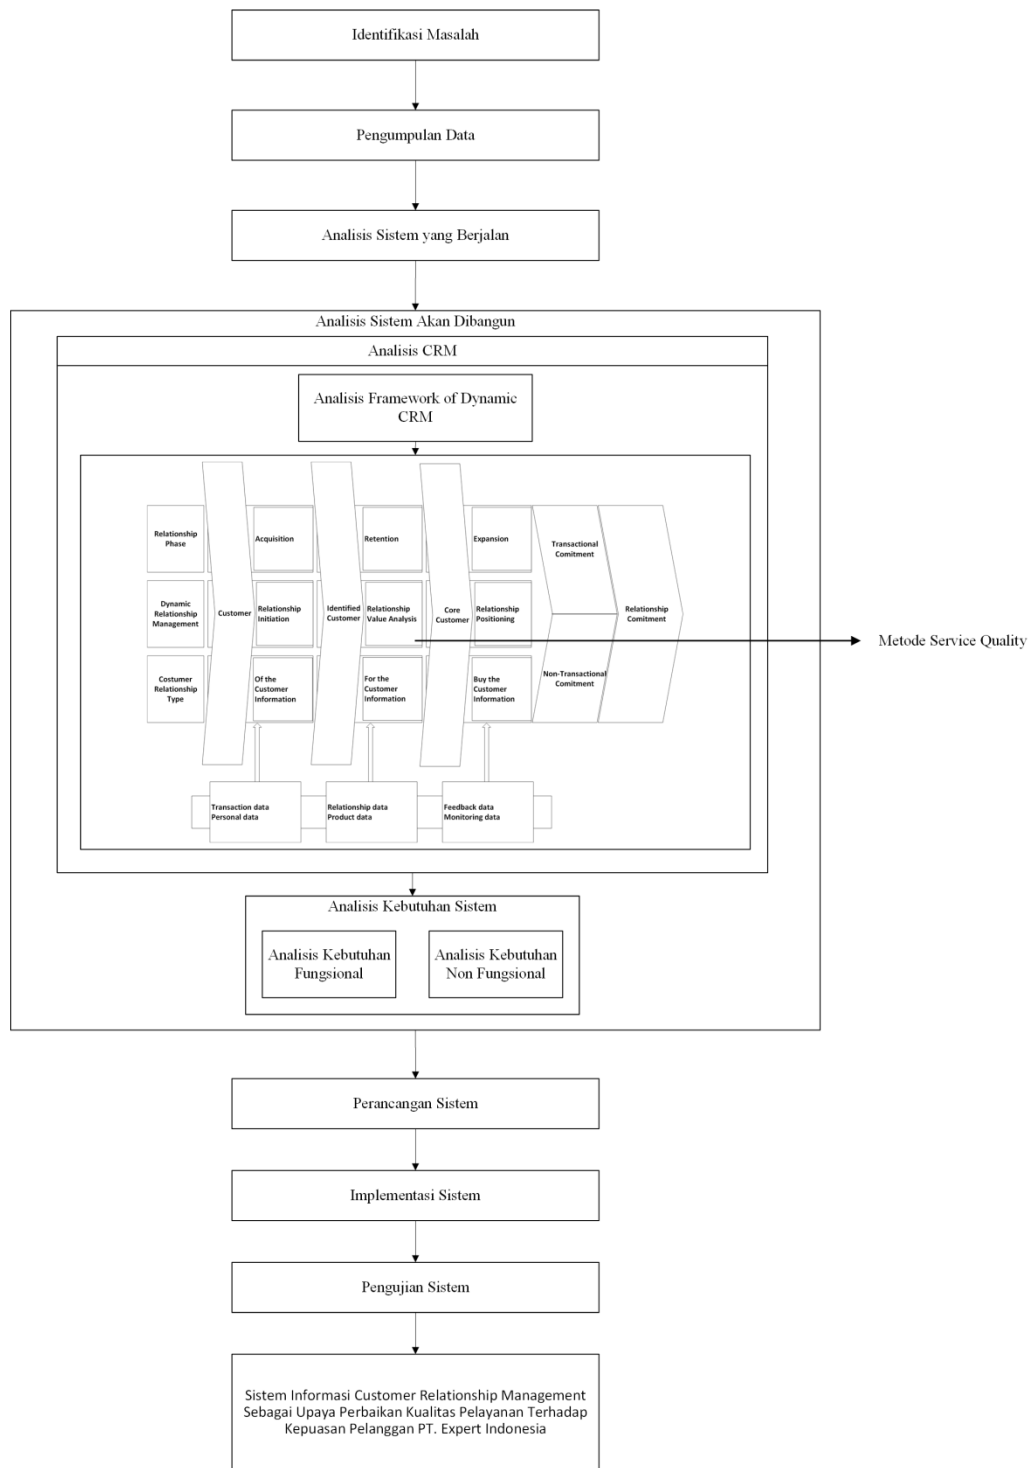 Identifikasi Masalah
Pengumpulan Data
Analisis Sistem yang Berjalan
Analisis Sistem Akan Dibangun
Analisis CRM
Analisis Framework of Dynamic
CRM
Relationship
Phase
Acquisition
Retention
Expansion
Transactional
Comitment
Dynamic
Relationship
Management
Customer
Relationship
Initiation
Identified
Customer
Relationship
Value Analysis
Core
Customer
Relationship
Positioning
Relationship
Commitment
Metode Service Quality
Costumer
Relationship
Type
Of the
Customer
Information
For the
Customer
Information
Buy the
Customer
Information
Non-Transactional
Comitment
Transaction data
Personal data
Relationship data
Product data
Feedback data
Monitoring data
Analisis Kebutuhan Sistem
Analisis Kebutuhan
Fungsional
Analisis Kebutuhan
Non Fungsional
Perancangan Sistem
Implementasi Sistem
Pengujian Sistem
Sistem Informasi Customer Relationship Management
Sebagai Upaya Perbaikan Kualitas Pelayanan Terhadap
Kepuasan Pelanggan PT. Expert Indonesia